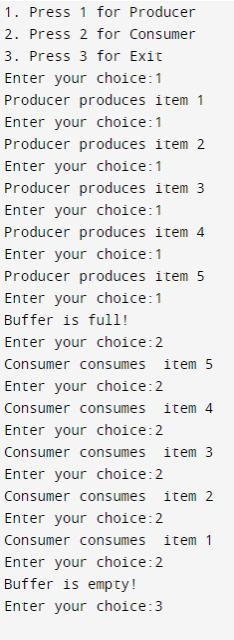 1. Press 1 for Producer
2. Press 2 for Consumer
3. Press 3 for Exit
Enter your choice:1
Producer produces item 1
Enter your choice:1
Producer produces item 2
Enter your choice:1
Producer produces item 3
Enter your choice:1
Producer produces item 4
Enter your choice:1
Producer produces item 5
Enter your choice:1
Buffer is full!
Enter your choice:2
Consumer consumes  item 5
Enter your choice:2
Consumer consumes  item 4
Enter your choice:2
Consumer consumes  item 3
Enter your choice:2
Consumer consumes  item 2
Enter your choice:2
Consumer consumes  item 1
Enter your choice:2
Buffer is empty!
Enter your choice:3